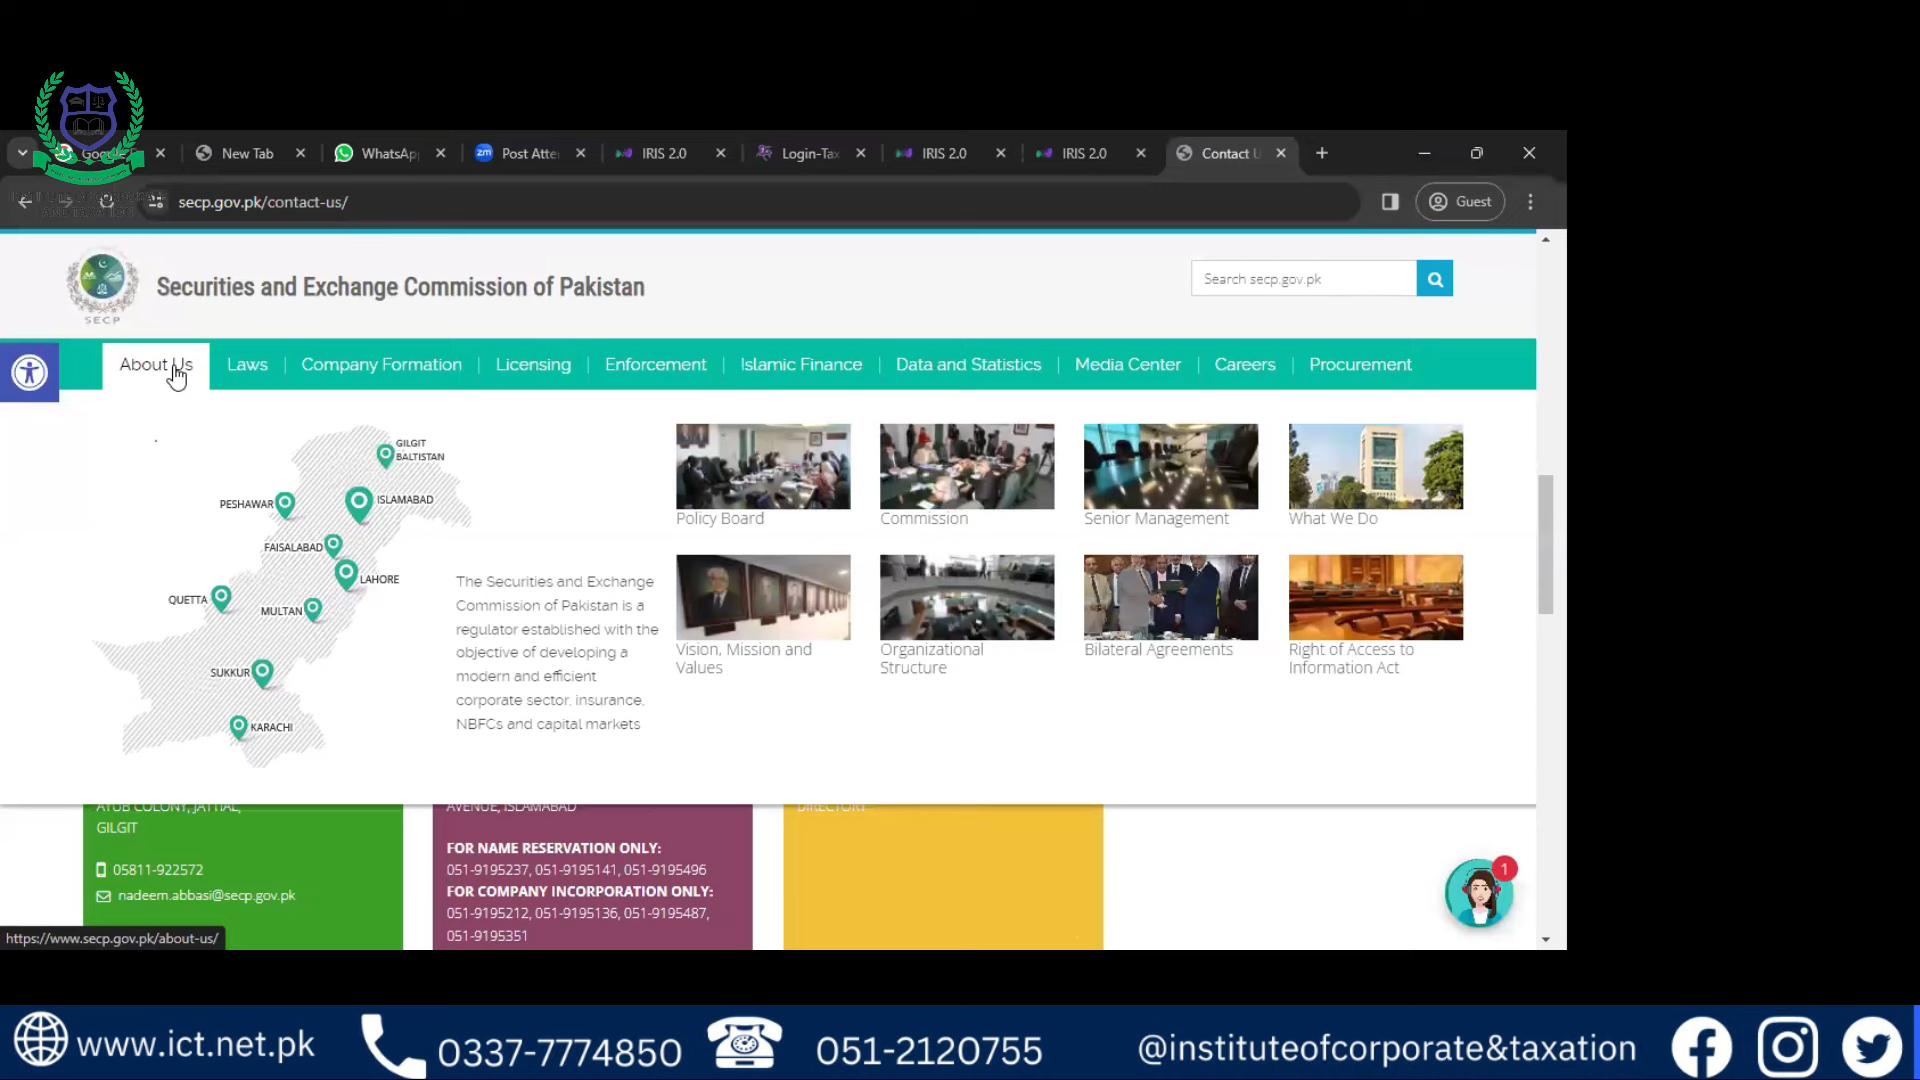 New Tab
WhatsAp
Post Atte
IRIS 2.0
Login-Tax
IRIS 2.0
IRIS 2.0
Contact U
secp.gov.pk/contact-us/
Guest
SECP
Securities and Exchange Commission of Pakistan
Search secp.gov.pk
About Us
Laws
Company Formation
Licensing
Enforcement
Islamic Finance
Data and Statistics
Media Center
Careers
Procurement
GILGIT
BALTISTAN
PESHAWAR
ISLAMABAD
FAISALABAD
LAHORE
QUETTA
MULTAN
SUKKUR
KARACHI
The Securities and Exchange
Commission of Pakistan is a
regulator established with the
objective of developing a
modern and efficient
corporate sector, insurance,
NBFCs and capital markets
Policy Board
Commission
Senior Management
What We Do
Vision, Mission and
Values
Organizational
Structure
Bilateral Agreements
Right of Access to
Information Act
AYUB COLONY, JATTIAL,
GILGIT
05811-922572
nadeem.abbasi@secp.gov.pk
AVENUE, ISLAMABAD
FOR NAME RESERVATION ONLY:
051-9195237, 051-9195141, 051-9195496
FOR COMPANY INCORPORATION ONLY:
051-9195212, 051-9195136, 051-9195487,
051-9195351
DIRECTORY
1
https://www.secp.gov.pk/about-us/
www.ict.net.pk
0337-7774850
051-2120755
@instituteofcorporate&taxation